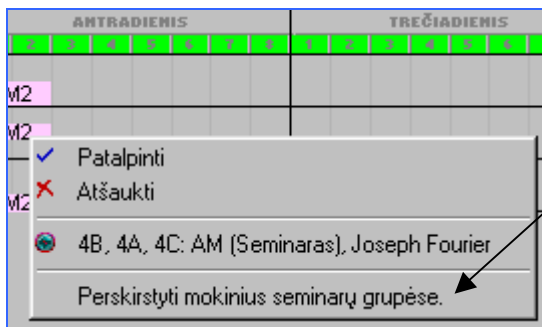 ANTRADIENIS TREČIADIENIS
2 3 4 5 6 7 8 1 2 3 4 5 6
M2
M2
M2
Patalpinti
Atšaukti
4B, 4A, 4C: AM (Seminaras), Joseph Fourier
Perskirstyti mokinius seminarų grupėse.